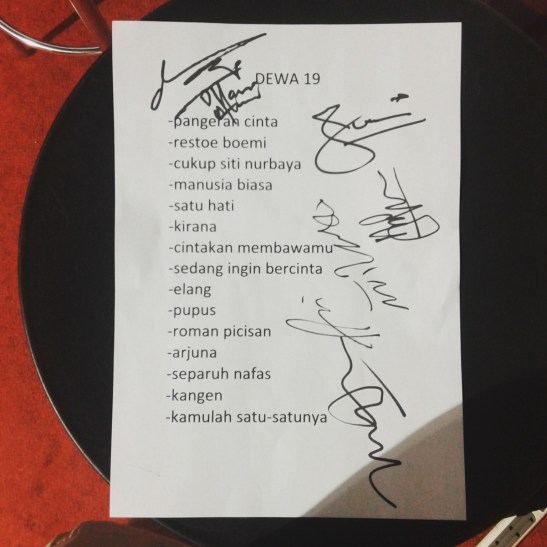 DEWA 19
-pangeran cinta
-restoe boemi
-cukup siti nurbaya
-manusia biasa
-satu hati
-kirana
-cintakan membawamu
-sedang ingin bercinta
-elang
-pupus
-roman picisan
-arjuna
-separuh nafas
-kangen
-kamulah satu-satunya